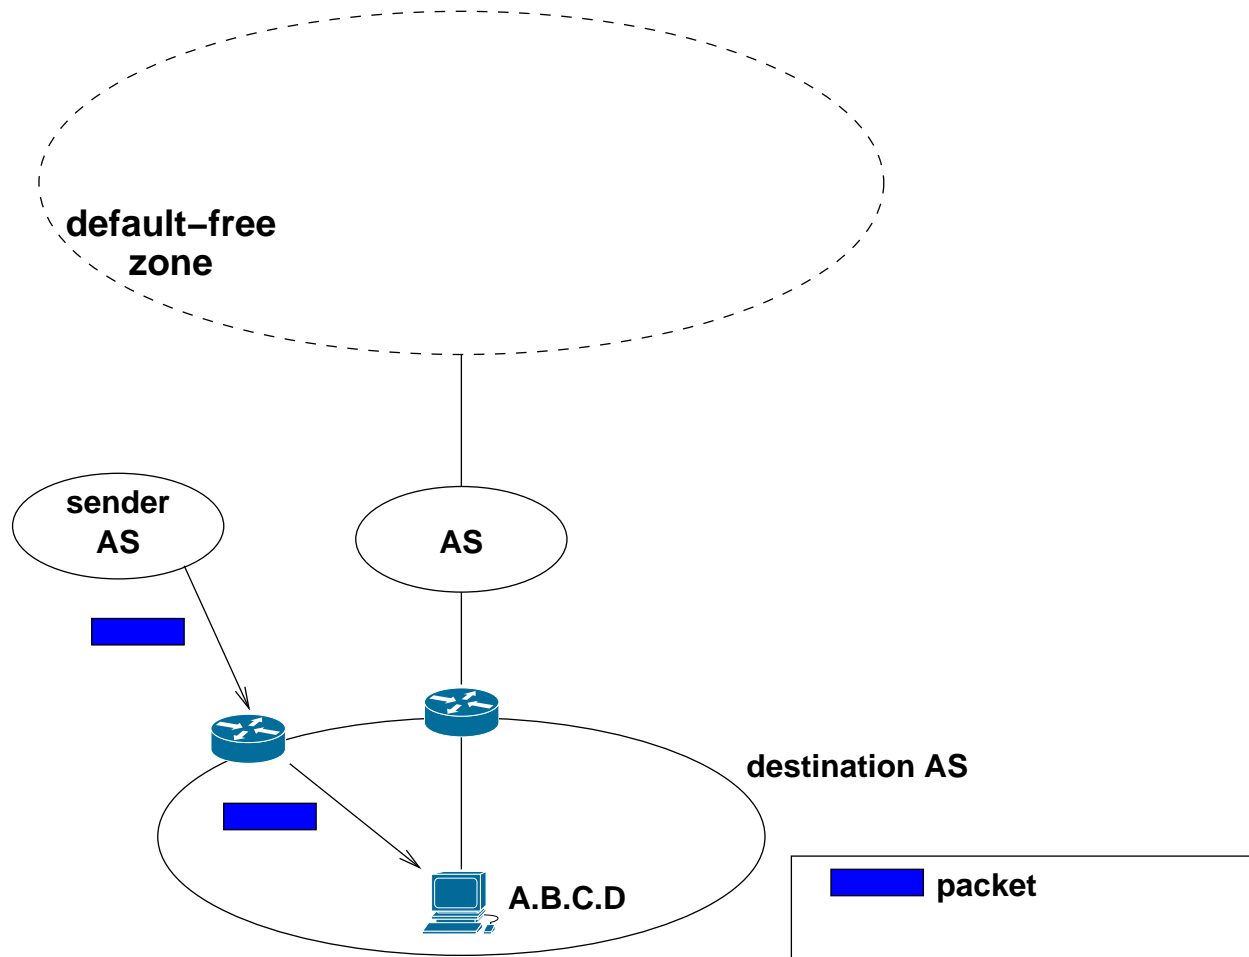 default–free
zone
sender
AS
AS
destination AS
A.B.C.D
packet